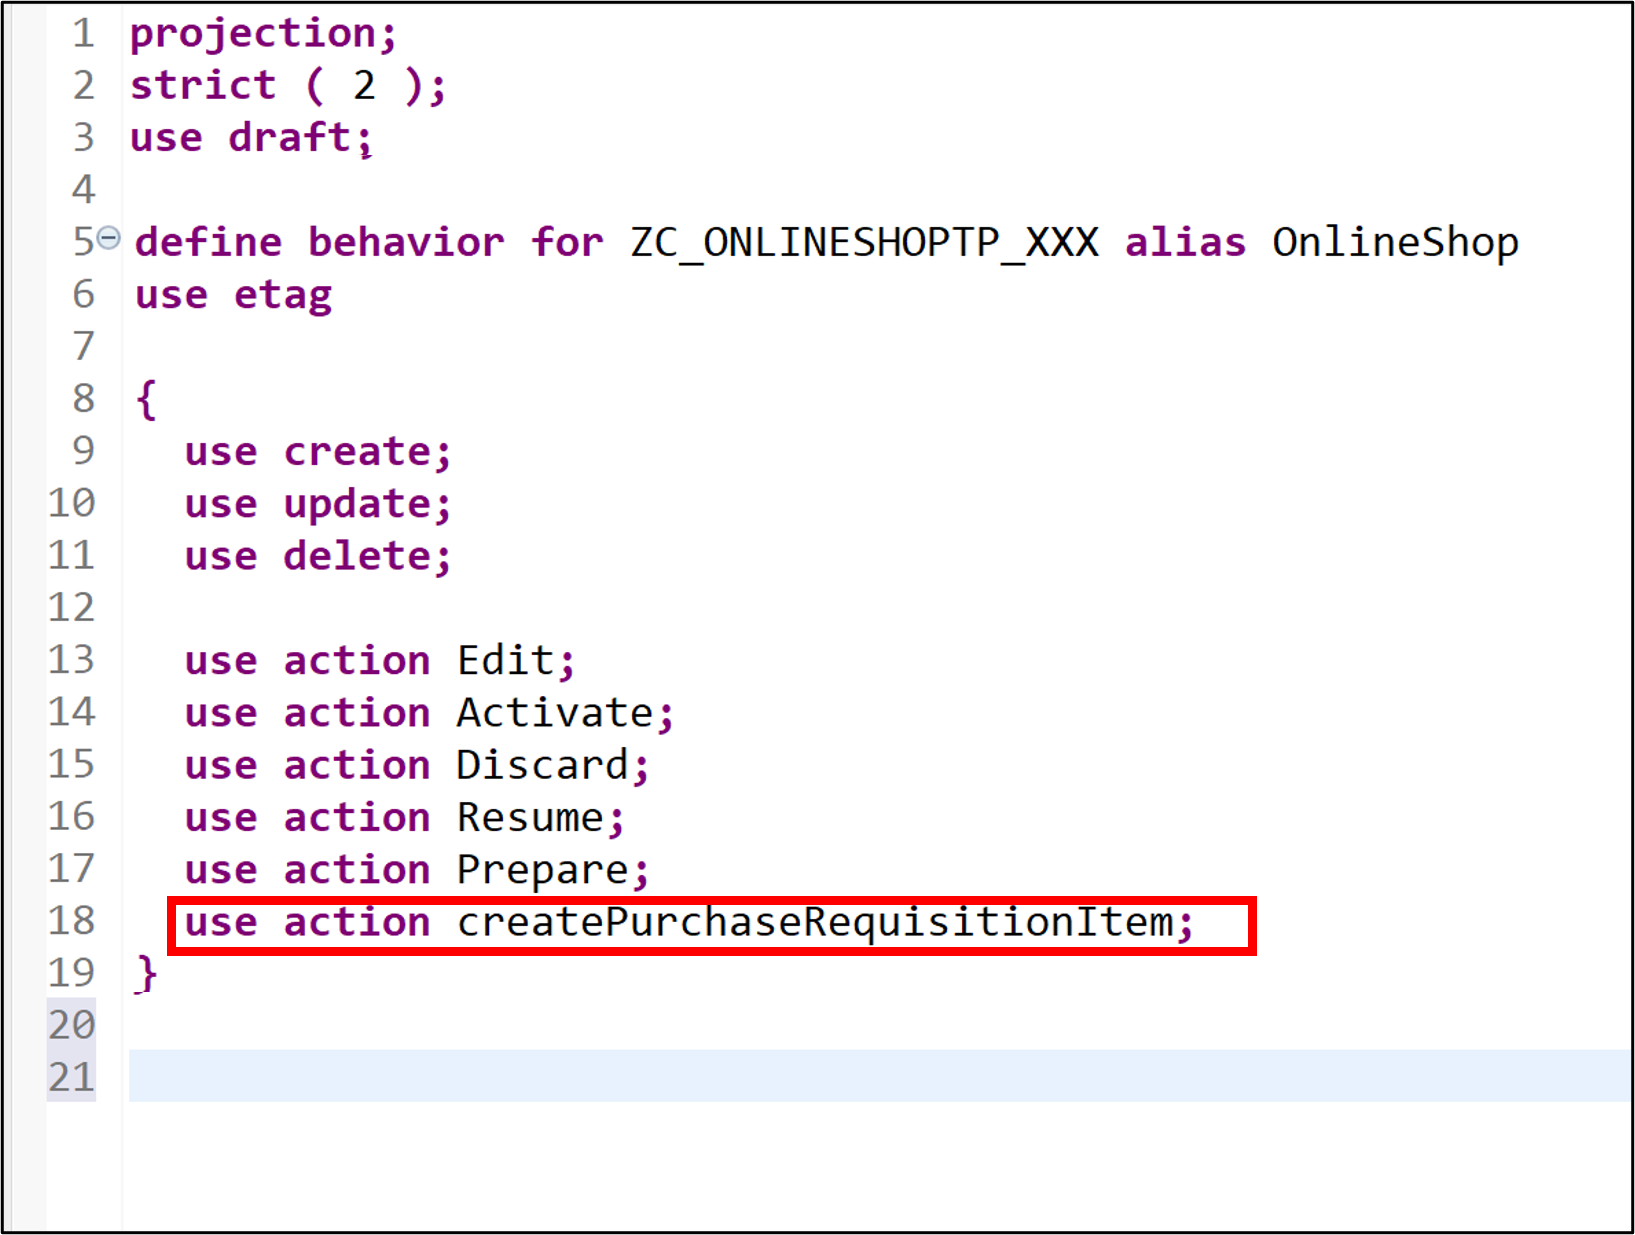 1 projection;
2 strict ( 2 );
3 use draft;
4
5 define behavior for ZC_ONLINESHOPTP_XXX alias OnlineShop
6 use etag
7
8 {
9 use create;
10 use update;
11 use delete;
12
13 use action Edit;
14 use action Activate;
15 use action Discard;
16 use action Resume;
17 use action Prepare;
18 use action createPurchaseRequisitionItem;
19 }
20
21